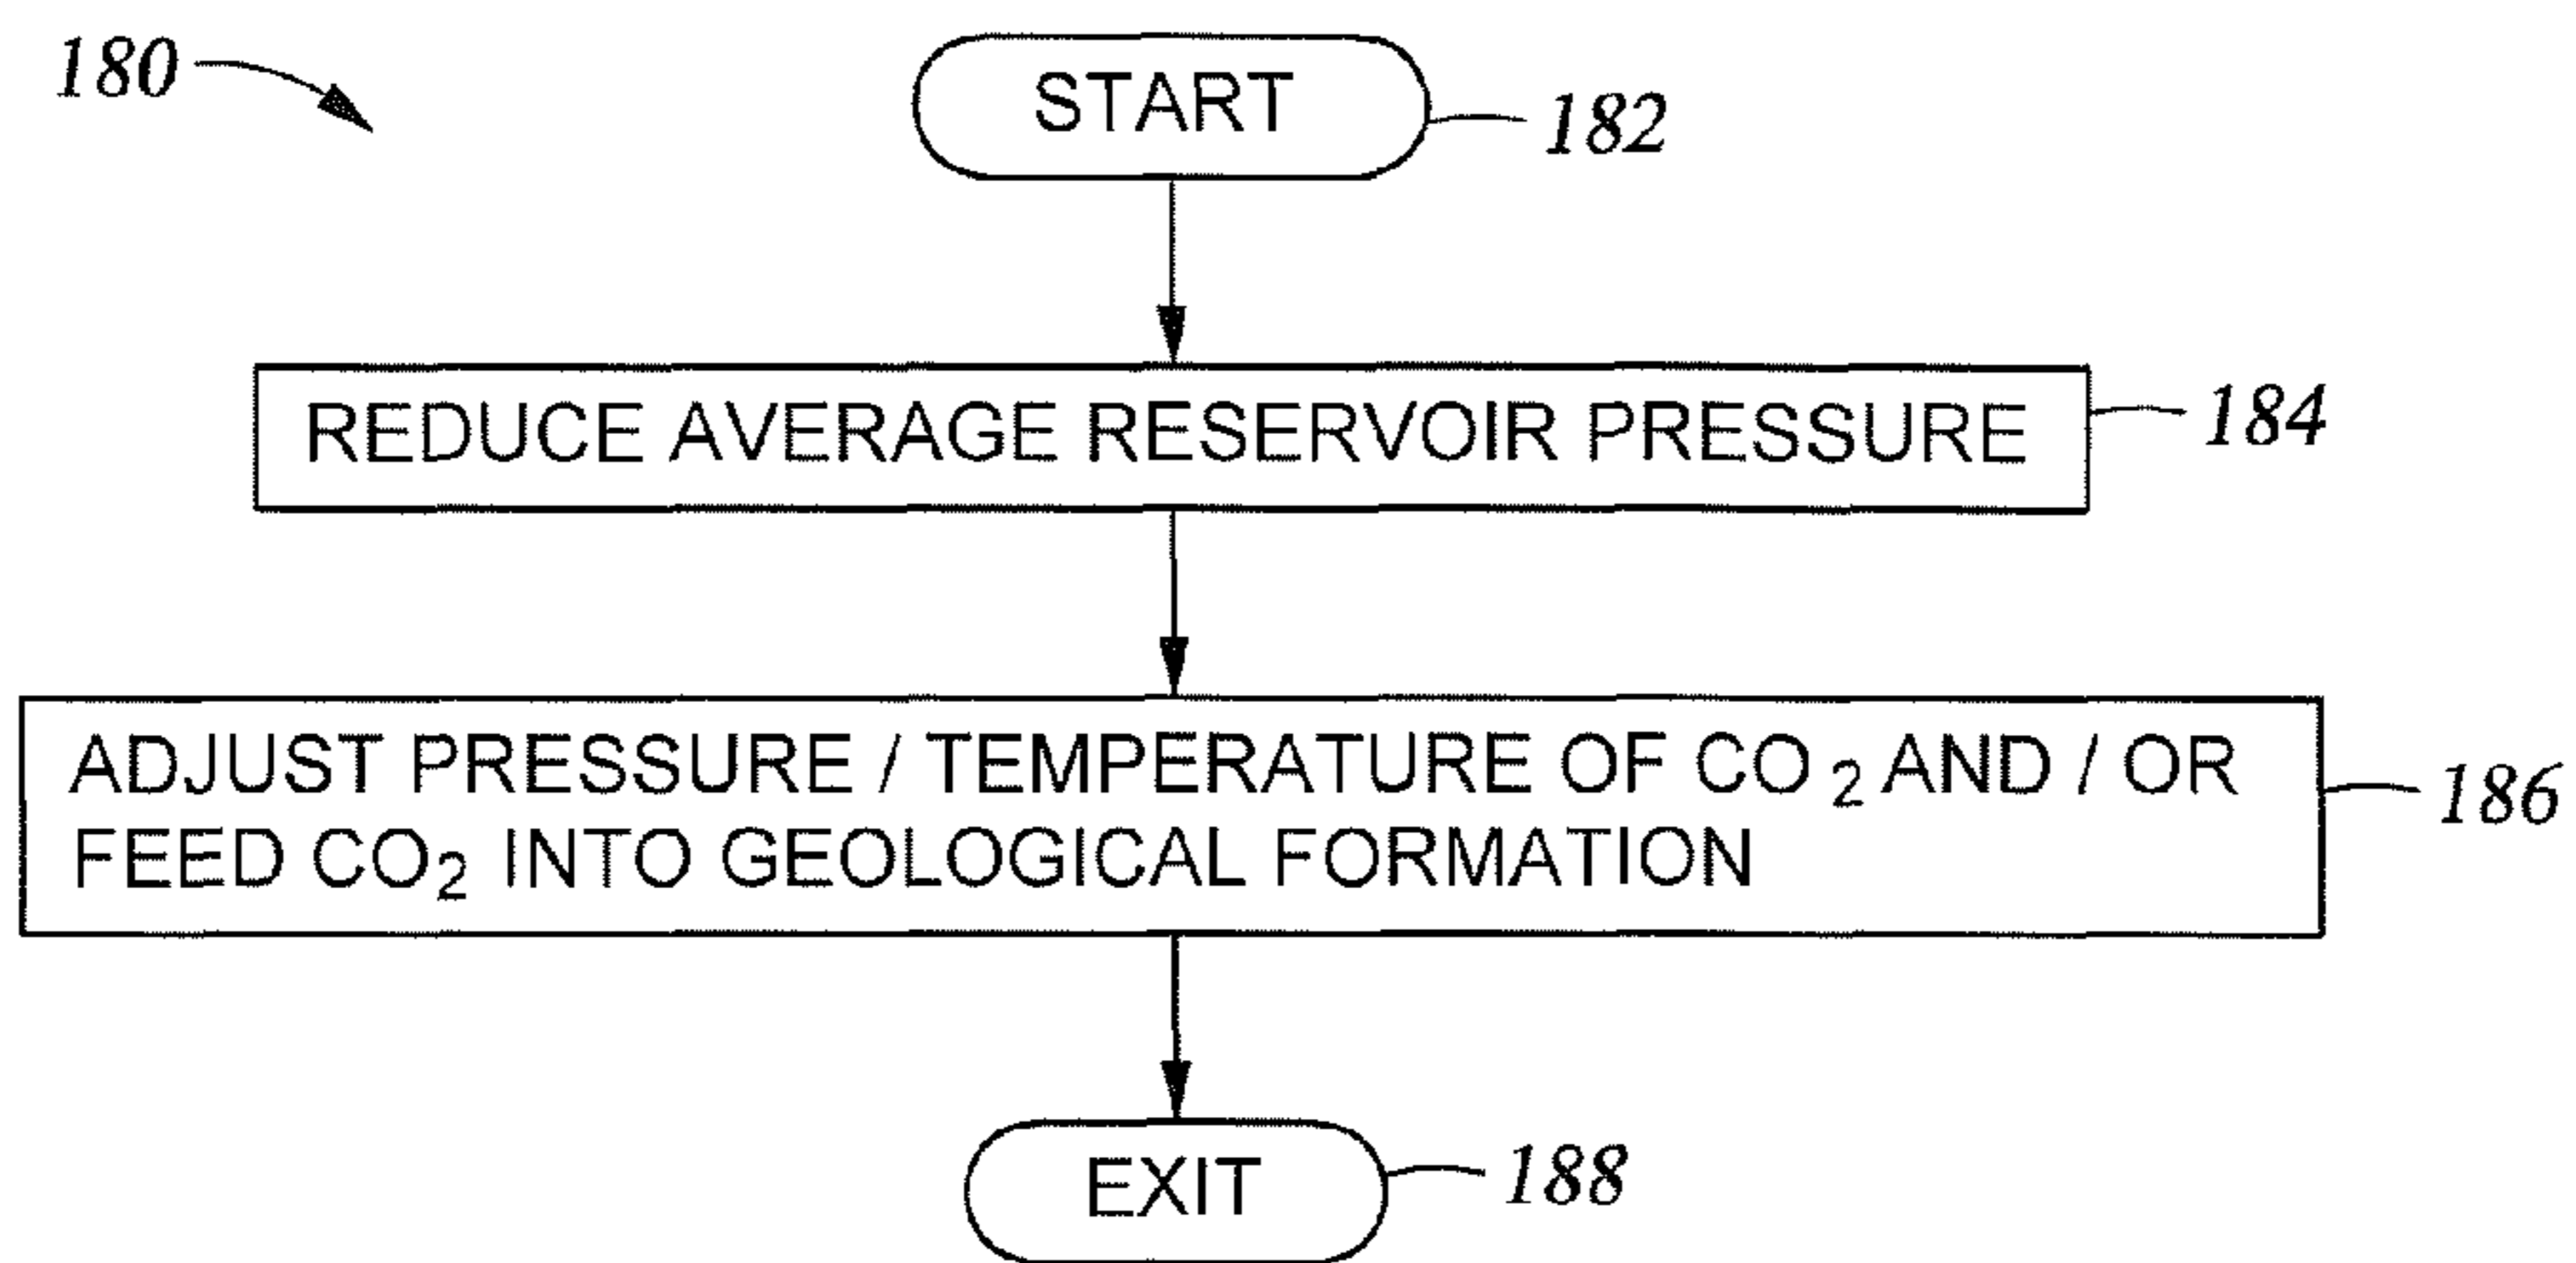 180
START
182
REDUCE AVERAGE RESERVOIR PRESSURE
184
ADJUST PRESSURE / TEMPERATURE OF CO₂ AND / OR
FEED CO₂ INTO GEOLOGICAL FORMATION
186
EXIT
188